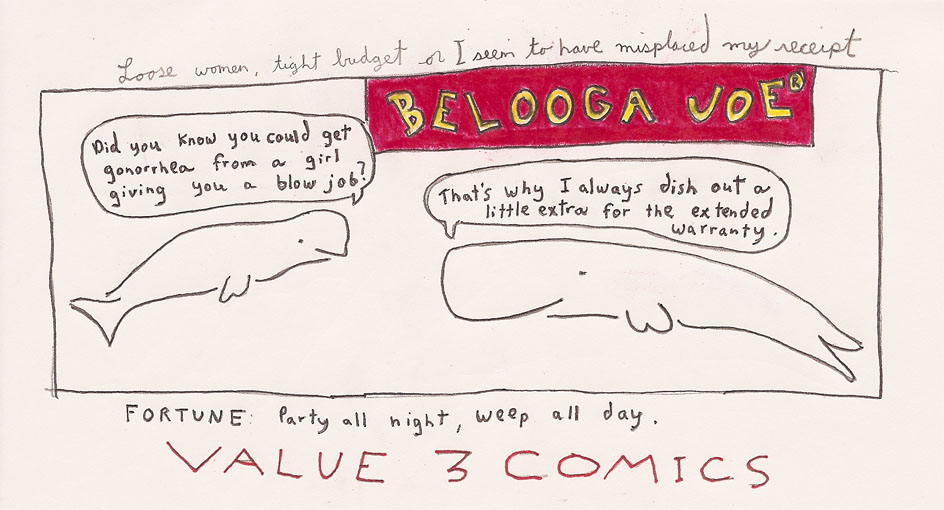 Loose women, tight budget or I seem to have misplaced my receipt
BELOOGA JOE®
Did you know you could get
gonorrhea from a girl
giving you a blow job?
That's why I always dish out a
little extra for the extended
warranty.
FORTUNE: Party all night, weep all day.
VALUE 3 COMICS